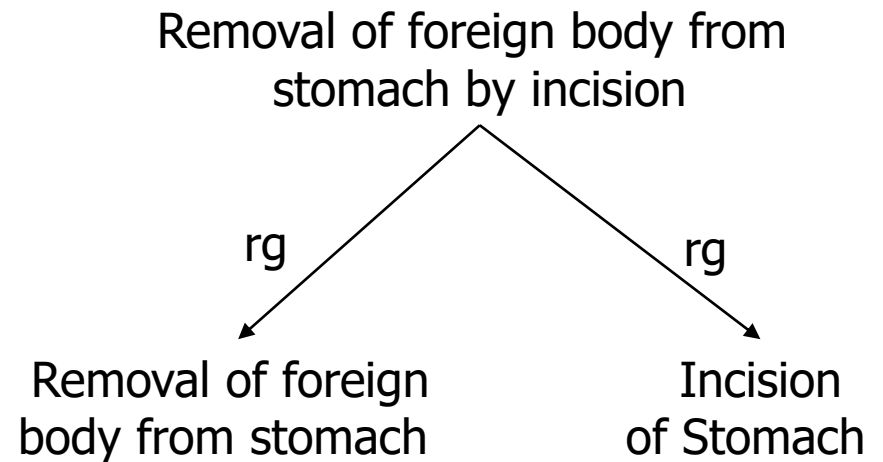 Removal of foreign body from
stomach by incision
rg
rg
Removal of foreign
body from stomach
Incision
of Stomach